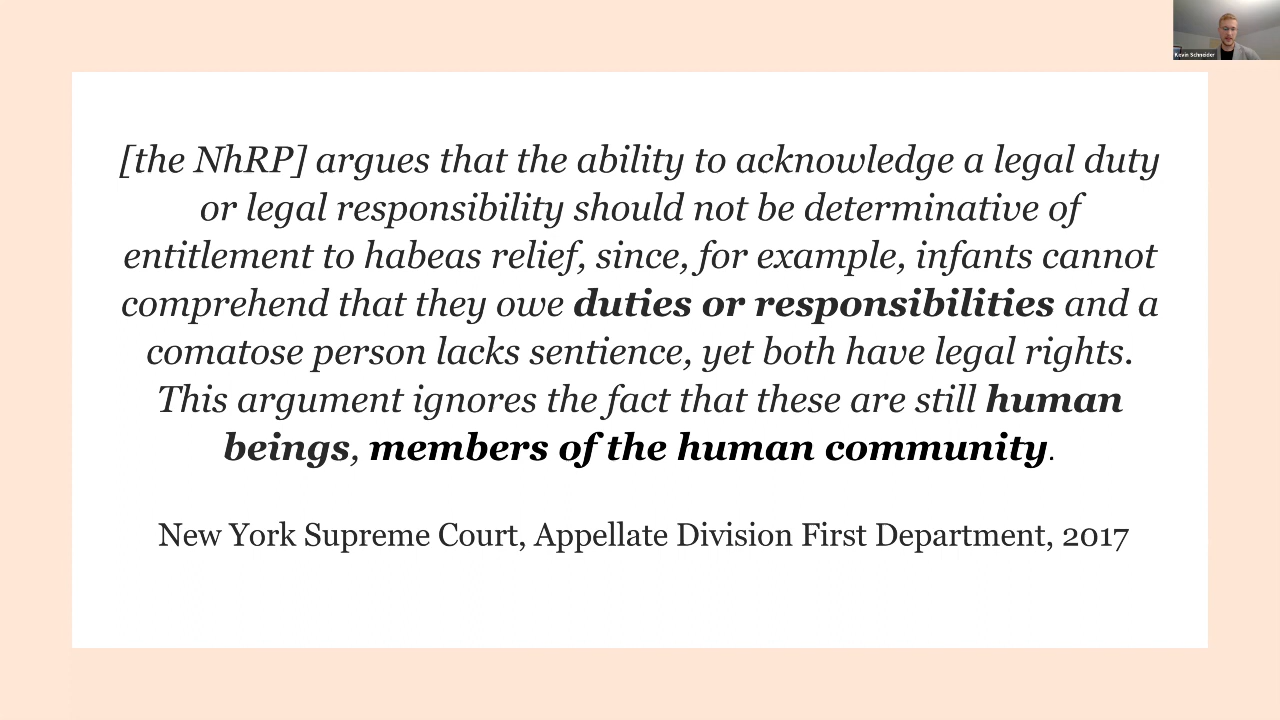 Kevin Schneider
[the NhRP] argues that the ability to acknowledge a legal duty
or legal responsibility should not be determinative of
entitlement to habeas relief, since, for example, infants cannot
comprehend that they owe duties or responsibilities and a
comatose person lacks sentience, yet both have legal rights.
This argument ignores the fact that these are still human
beings, members of the human community.
New York Supreme Court, Appellate Division First Department, 2017